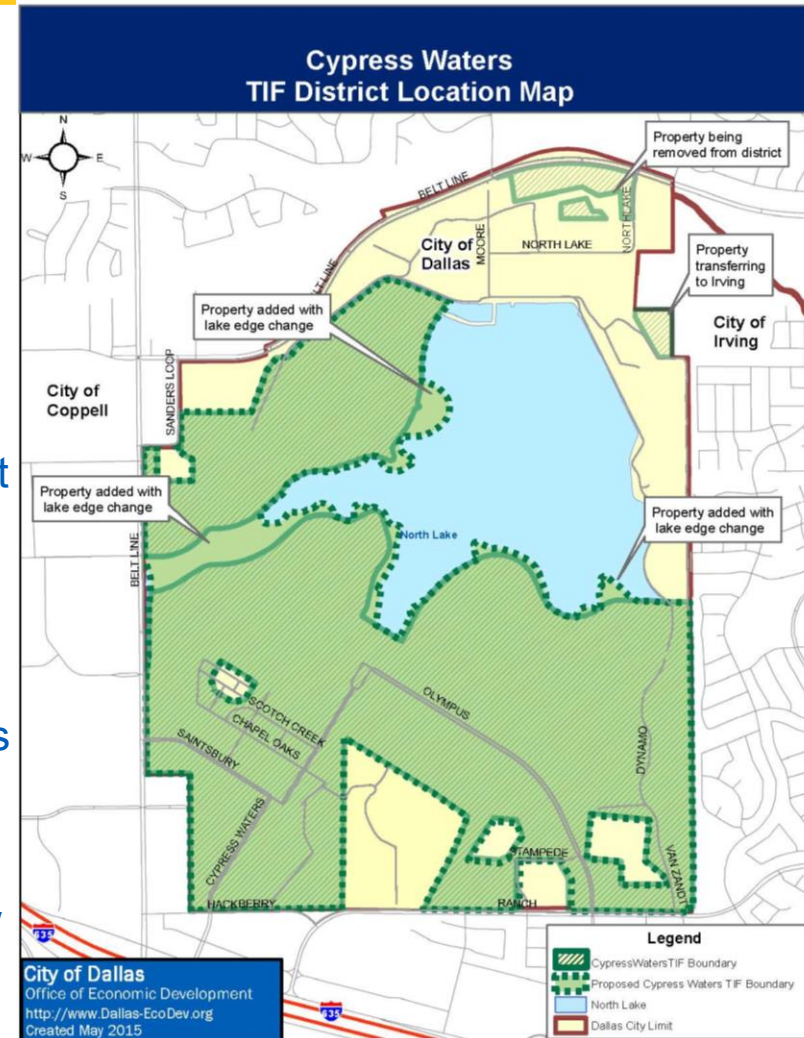 Cypress Waters
TIF District Location Map
N
W
E
S
Property being
removed from district
BELT LINE
MOORE
NORTHLAKE
City of
Dallas
NORTH LAKE
Property
transferring
to Irving
Property added with
lake edge change
City of
Irving
City of
Coppell
SANDERS LOOP
t
Property added with
lake edge change
Property added with
lake edge change
North Lake
BELT LINE
OLYMPUS
SCOTCH CREEK
CHAPEL OAKS
SAINTSBURY
s
DYNAMO
CYPRESS WATERS
VAN ZANDT
HACKBERRY
RANCH
y
635
635
City of Dallas
Office of Economic Development
http://www.Dallas-EcoDev.org
Created May 2015
Legend
CypressWatersTIF Boundary
Proposed Cypress Waters TIF Boundary
North Lake
Dallas City Limit